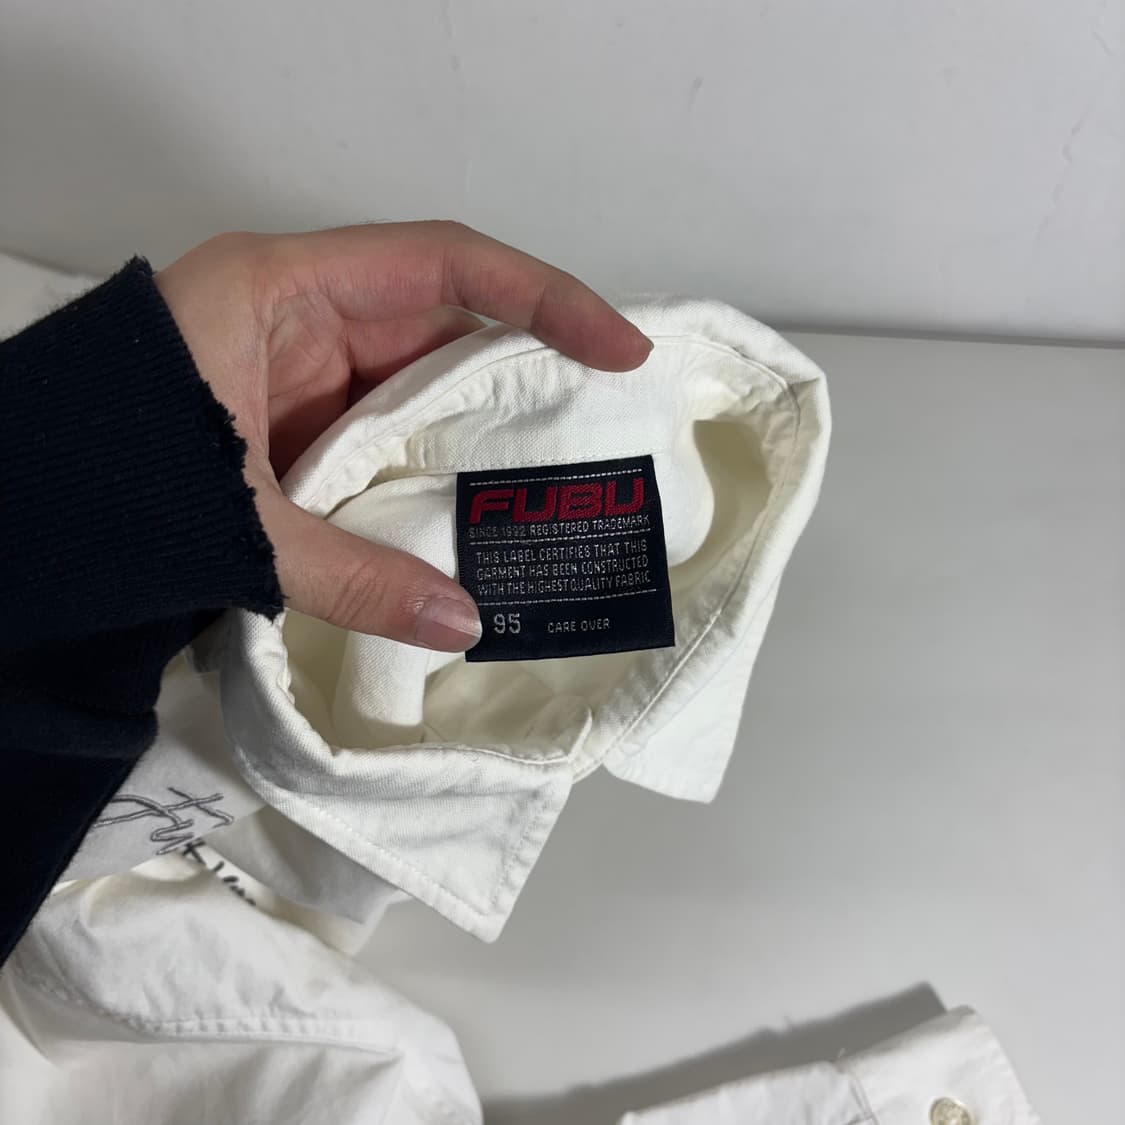 FUBU
SINCE 1992 REGISTERED TRADEMARK
THIS LABEL CERTIFIES THAT THIS
GARMENT HAS BEEN CONSTRUCTED
WITH THE HIGHEST QUALITY FABRIC
95 CARE OVER